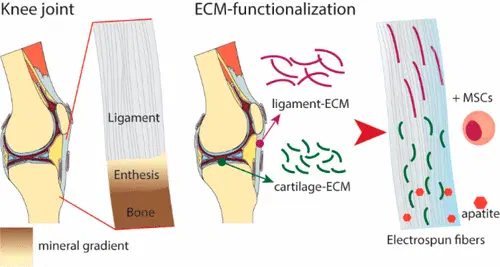 Knee joint
ECM-functionalization
Ligament
Enthesis
Bone
mineral gradient
ligament-ECM
cartilage-ECM
+ MSCs
apatite
Electrospun fibers